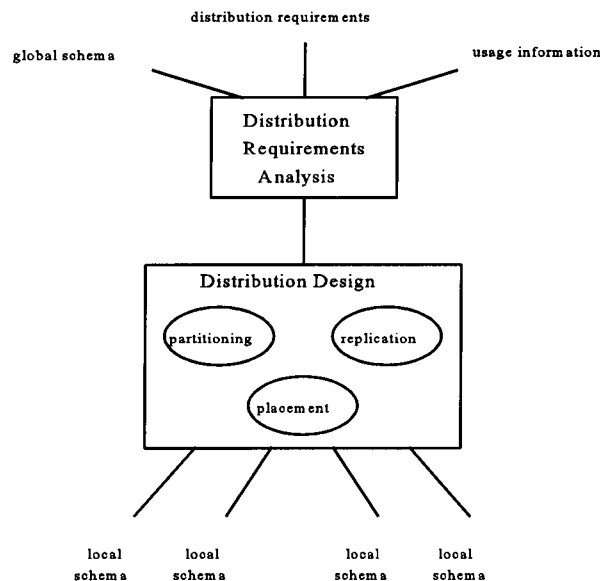 distribution requirements
global schema
usage information
Distribution
Requirements
Analysis
Distribution Design
partitioning
replication
placement
local
schema
local
schema
local
schema
local
schema